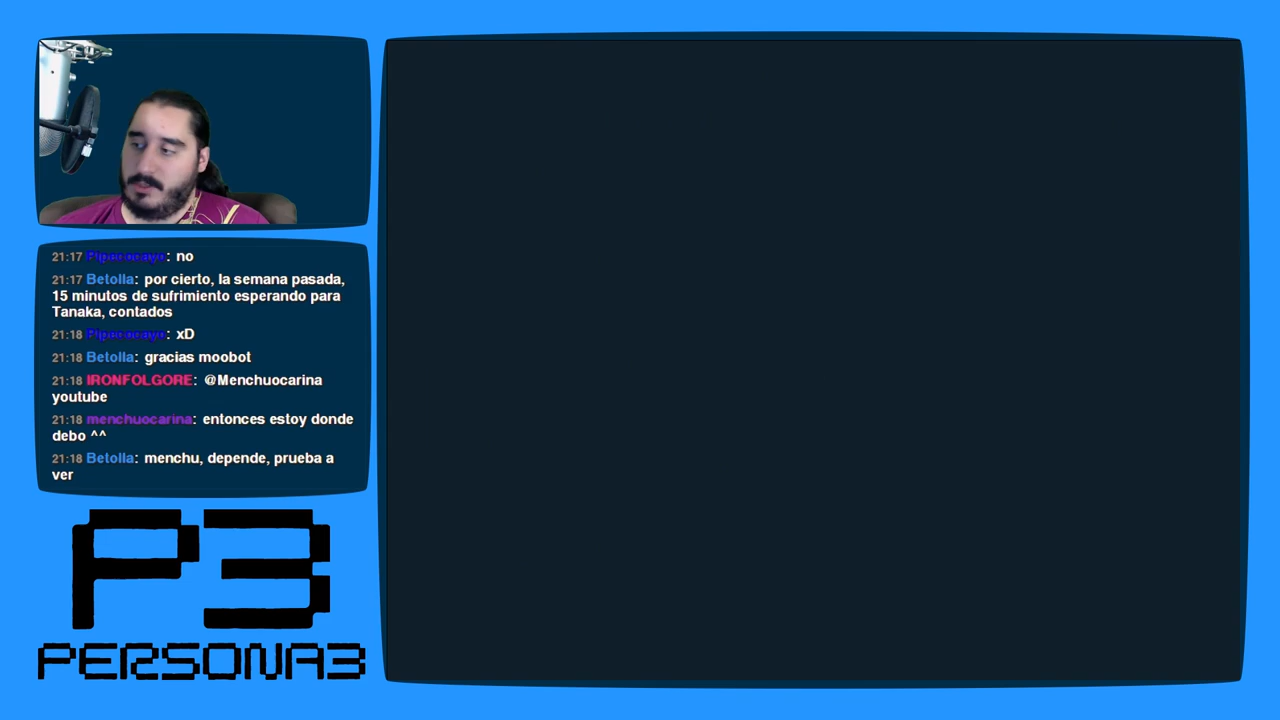 21:17 Piperocayo: no
21:17 Betolla: por cierto, la semana pasada,
15 minutos de sufrimiento esperando para
Tanaka, contados
21:18 Piperocayo: xD
21:18 Betolla: gracias moobot
21:18 IRONFOLGORE: @Menchuocarina
youtube
21:18 menchuocarina: entonces estoy donde
debo ^^
21:18 Betolla: menchu, depende, prueba a
ver
P3
PERSONA3